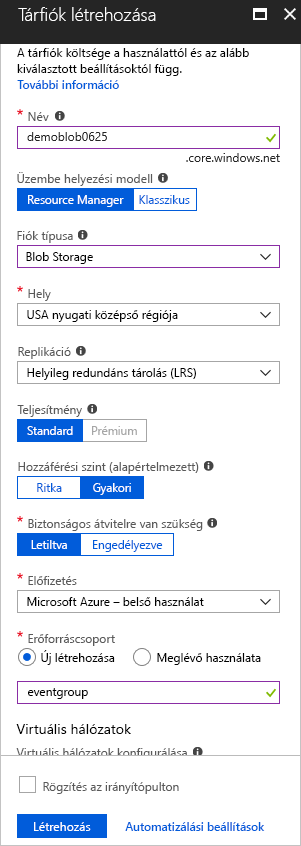 Tárfiók létrehozása
A tárfiók költsége a használattól és az alább
kiválasztott beállításoktól függ.
További információ
* Név
demoblob0625
.core.windows.net
Üzembe helyezési modell
Resource Manager Klasszikus
Fiók típusa
Blob Storage
* Hely
USA nyugati középső régiója
Replikáció
Helyileg redundáns tárolás (LRS)
Teljesítmény
Standard Prémium
Hozzáférési szint (alapértelmezett)
Ritka Gyakori
* Biztonságos átvitelre van szükség
Letiltva Engedélyezve
* Előfizetés
Microsoft Azure – belső használat
* Erőforráscsoport
Új létrehozása Meglévő használata
eventgroup
Virtuális hálózatok
Virtuális hálózatok konfigurálása
Rögzítés az irányítópulton
Létrehozás Automatizálási beállítások